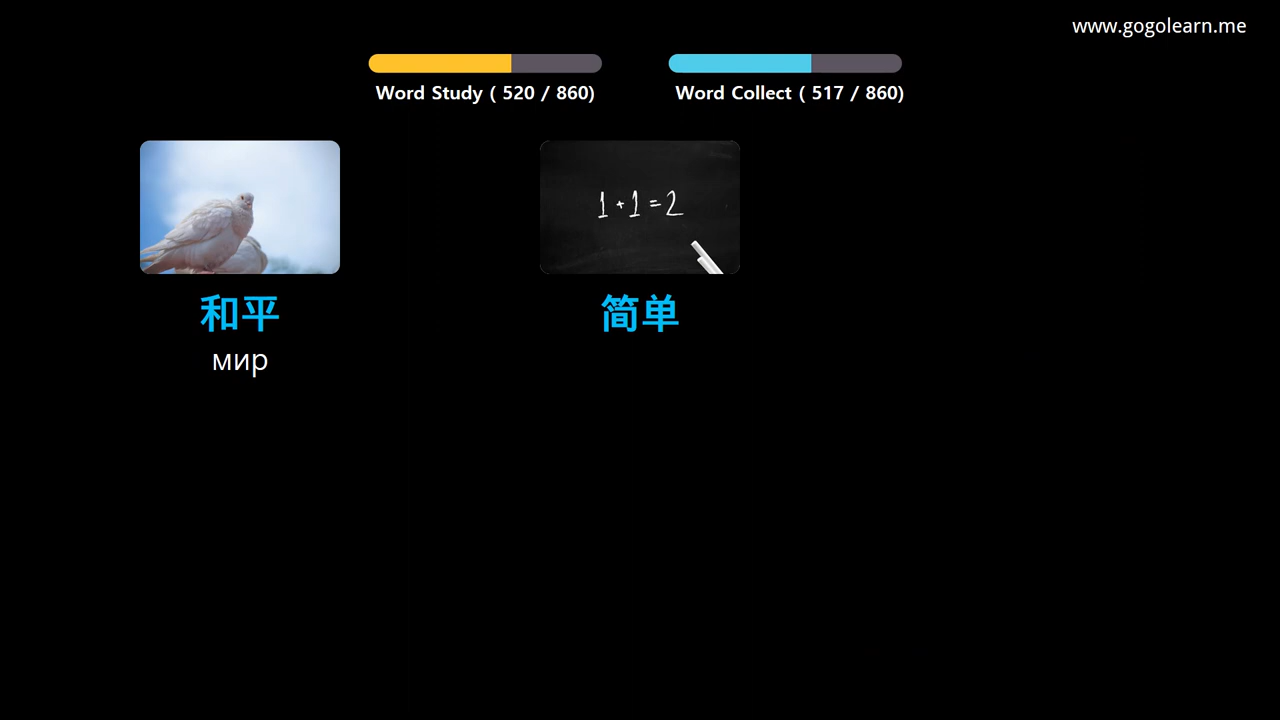 www.gogolearn.me
Word Study ( 520 / 860)
Word Collect ( 517 / 860)
1+1=2
和平
简单
мир